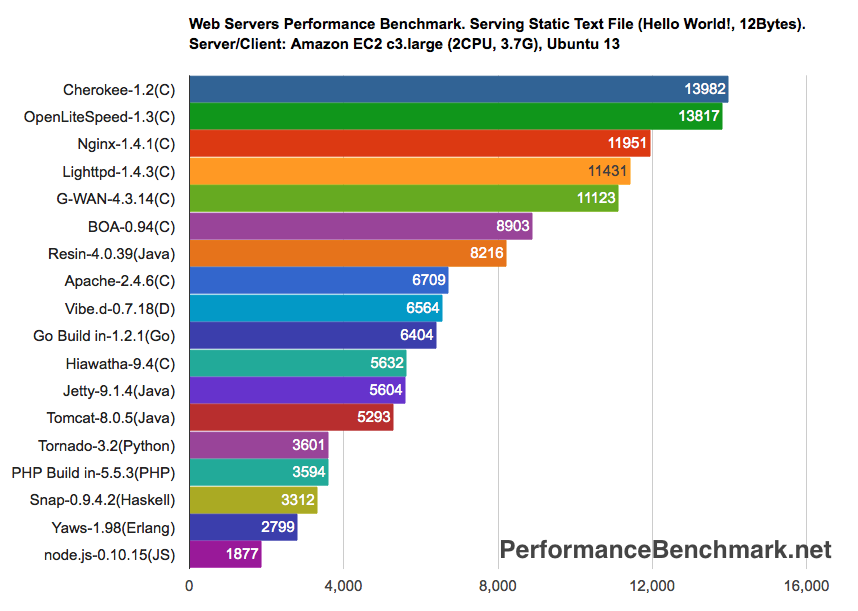 Web Servers Performance Benchmark. Serving Static Text File (Hello World!, 12Bytes).
Server/Client: Amazon EC2 c3.large (2CPU, 3.7G), Ubuntu 13
Cherokee-1.2(C) 13982
OpenLiteSpeed-1.3(C) 13817
Nginx-1.4.1(C) 11951
Lighttpd-1.4.3(C) 11431
G-WAN-4.3.14(C) 11123
BOA-0.94(C) 8903
Resin-4.0.39(Java) 8216
Apache-2.4.6(C) 6709
Vibe.d-0.7.18(D) 6564
Go Build in-1.2.1(Go) 6404
Hiawatha-9.4(C) 5632
Jetty-9.1.4(Java) 5604
Tomcat-8.0.5(Java) 5293
Tornado-3.2(Python) 3601
PHP Build in-5.5.3(PHP) 3594
Snap-0.9.4.2(Haskell) 3312
Yaws-1.98(Erlang) 2799
node.js-0.10.15(JS) 1877
PerformanceBenchmark.net
0 4,000 8,000 12,000 16,000